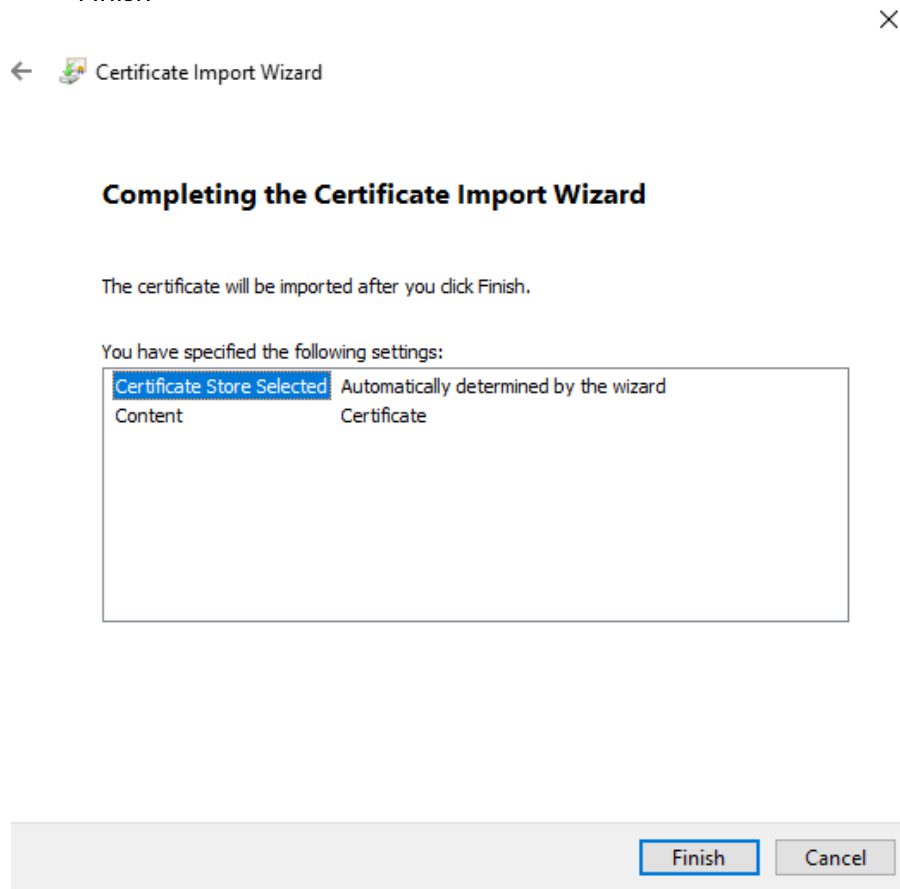 Finish
Certificate Import Wizard
Completing the Certificate Import Wizard
The certificate will be imported after you click Finish.
You have specified the following settings:
Certificate Store Selected Automatically determined by the wizard
Content Certificate
Finish Cancel